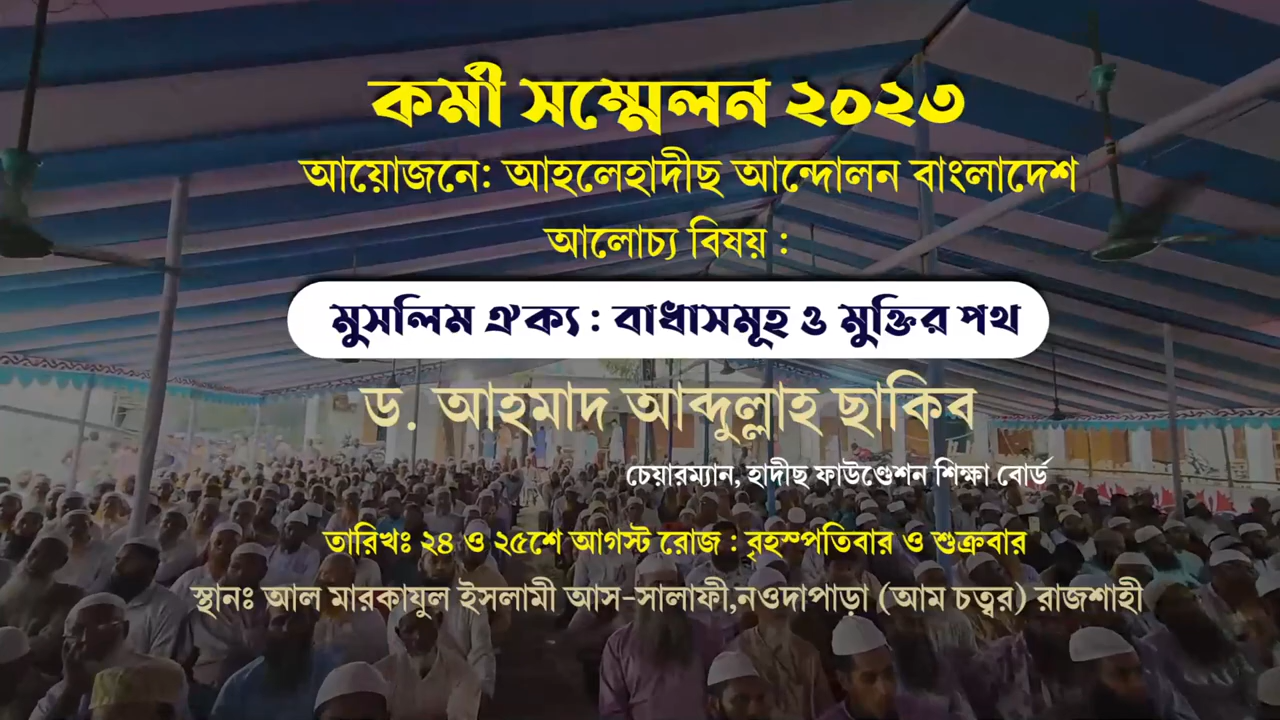 কর্মী সম্মেলন ২০২৩
আয়োজনে: আহলেহাদীছ আন্দোলন বাংলাদেশ
আলোচ্য বিষয় :
মুসলিম ঐক্য : বাধাসমূহ ও মুক্তির পথ
ড. আহমাদ আব্দুল্লাহ ছাকিব
চেয়ারম্যান, হাদীছ ফাউণ্ডেশন শিক্ষা বোর্ড
তারিখঃ ২৪ ও ২৫শে আগস্ট রোজ : বৃহস্পতিবার ও শুক্রবার
স্থানঃ আল মারকাযুল ইসলামী আস-সালাফী,নওদাপাড়া (আম চত্বর) রাজশাহী